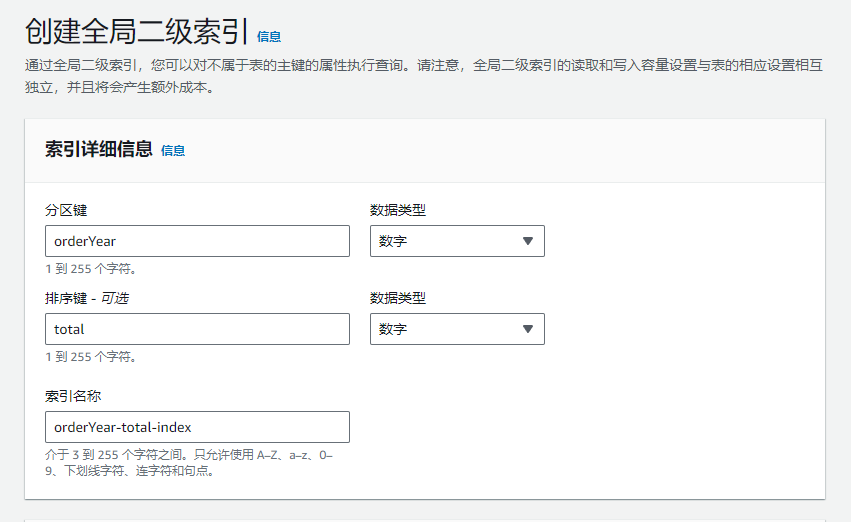 创建全局二级索引 信息
通过全局二级索引，您可以对不属于表的主键的属性执行查询。请注意，全局二级索引的读取和写入容量设置与表的相应设置相互
独立，并且将会产生额外成本。
索引详细信息 信息
分区键 数据类型
orderYear 数字
1 到 255 个字符。
排序键 - 可选 数据类型
total 数字
1 到 255 个字符。
索引名称
orderYear-total-index
介于 3 到 255 个字符之间。只允许使用 A–Z、a–z、0–
9、下划线字符、连字符和句点。